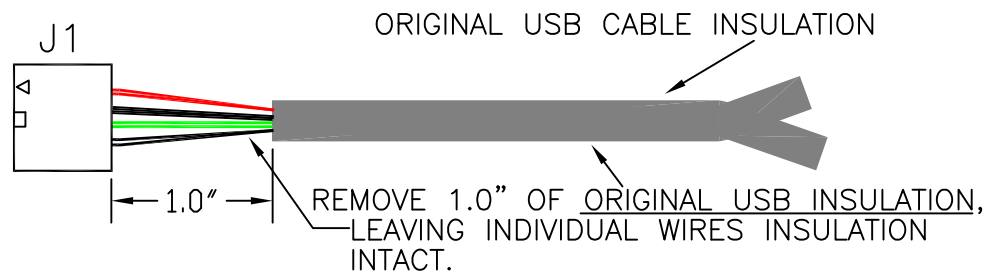 ORIGINAL USB CABLE INSULATION
J1
1.0"
REMOVE 1.0” OF ORIGINAL USB INSULATION,
LEAVING INDIVIDUAL WIRES INSULATION
INTACT.